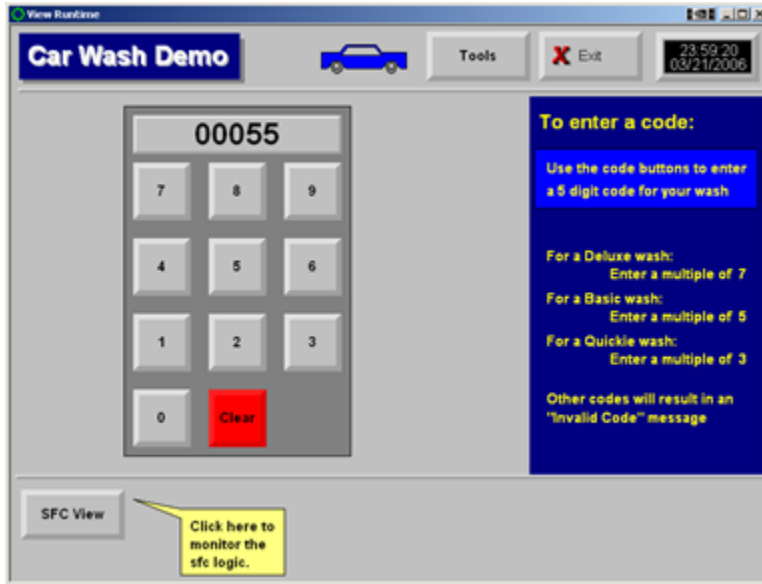 View Runtime
Car Wash Demo
Tools
X Exit
23:59:20
03/21/2006
00055
7 8 9
4 5 6
1 2 3
0 Clear
To enter a code:
Use the code buttons to enter
a 5 digit code for your wash
For a Deluxe wash:
Enter a multiple of 7
For a Basic wash:
Enter a multiple of 5
For a Quickie wash:
Enter a multiple of 3
Other codes will result in an
"Invalid Code" message
SFC View
Click here to
monitor the
sfc logic.